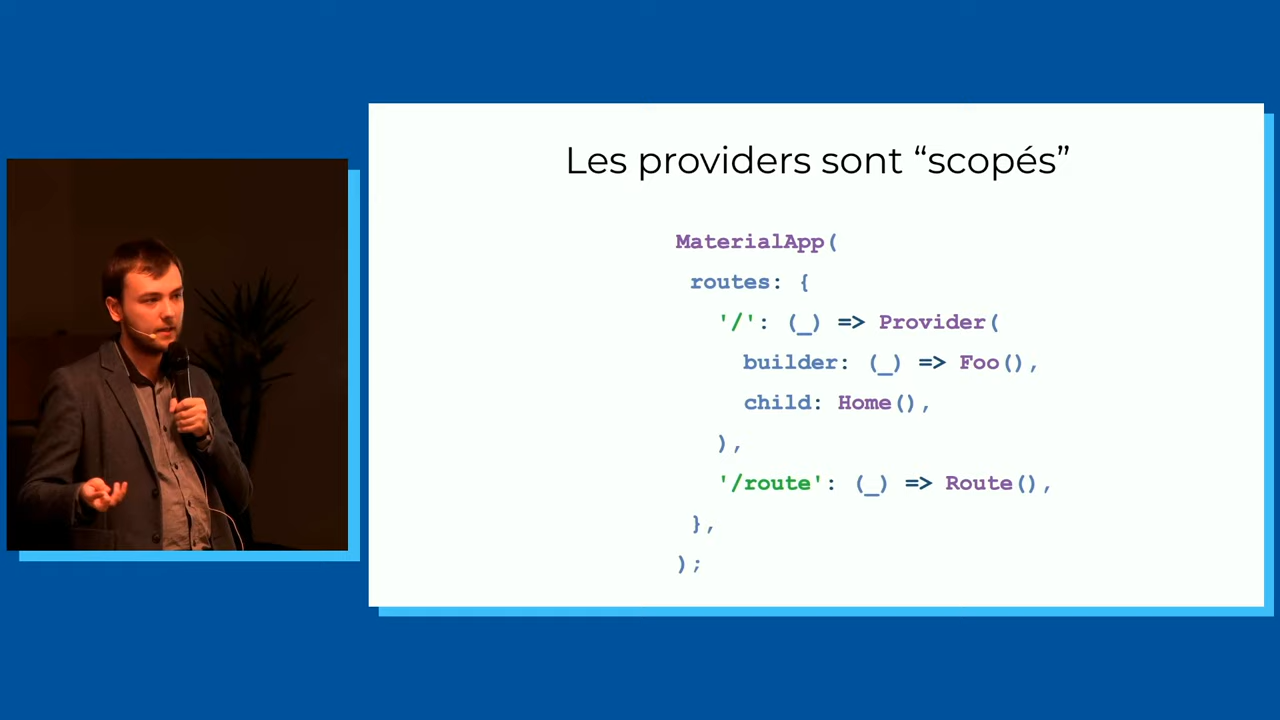 Les providers sont “scopés”
MaterialApp(
routes: {
'/': (_) => Provider(
builder: (_) => Foo(),
child: Home(),
),
'/route': (_) => Route(),
},
);